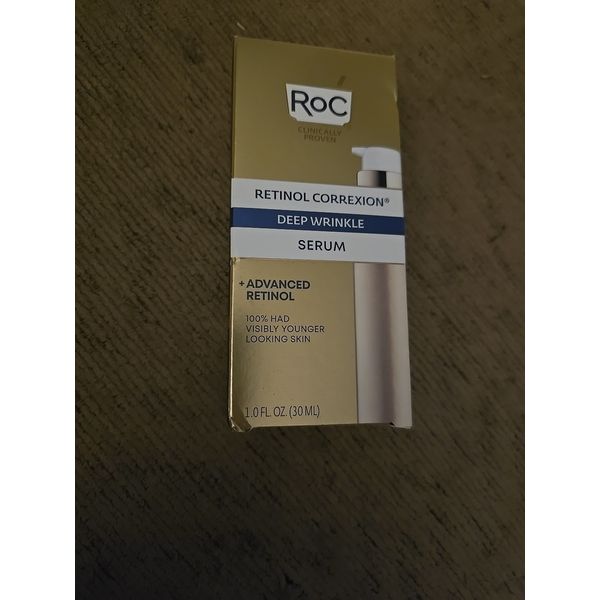 RoC
CLINICALLY
PROVEN
RETINOL CORREXION®
DEEP WRINKLE
SERUM
+ADVANCED
RETINOL
100% HAD
VISIBLY YOUNGER
LOOKING SKIN
1.0 FL. OZ. (30 ML)